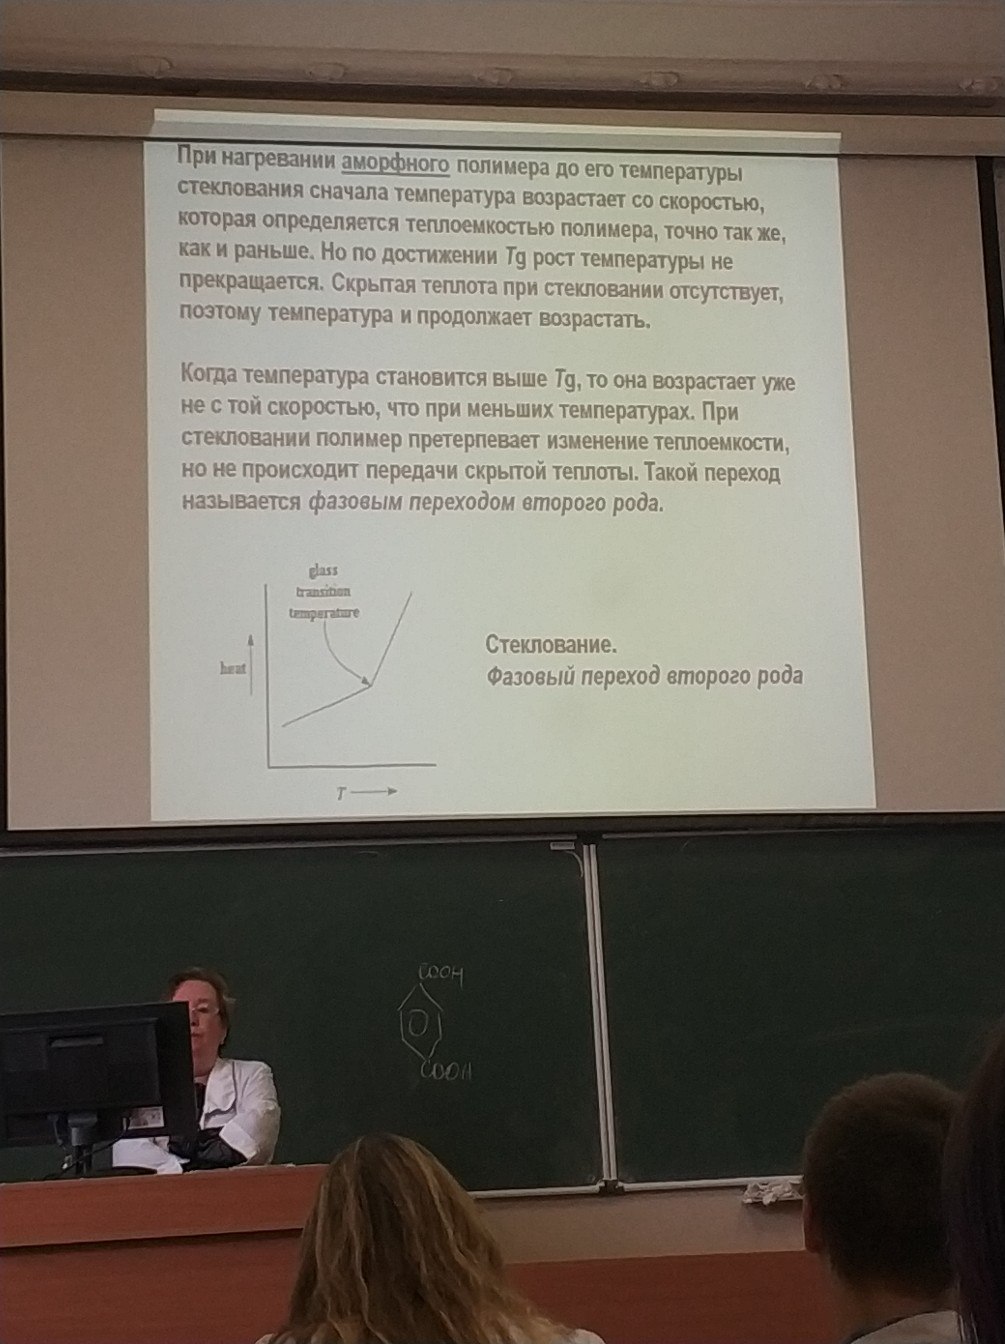 При нагревании аморфного полимера до его температуры
стеклования сначала температура возрастает со скоростью,
которая определяется теплоемкостью полимера, точно так же,
как и раньше. Но по достижении Tg рост температуры не
прекращается. Скрытая теплота при стекловании отсутствует,
поэтому температура и продолжает возрастать.
Когда температура становится выше Tg, то она возрастает уже
не с той скоростью, что при меньших температурах. При
стекловании полимер претерпевает изменение теплоемкости,
но не происходит передачи скрытой теплоты. Такой переход
называется фазовым переходом второго рода.
glass
transition
temperature
heat
T
Стеклование.
Фазовый переход второго рода
COOH
COOH